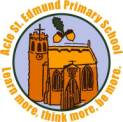 Acle St. Edmund Primary School
Learn more, think more, be more.